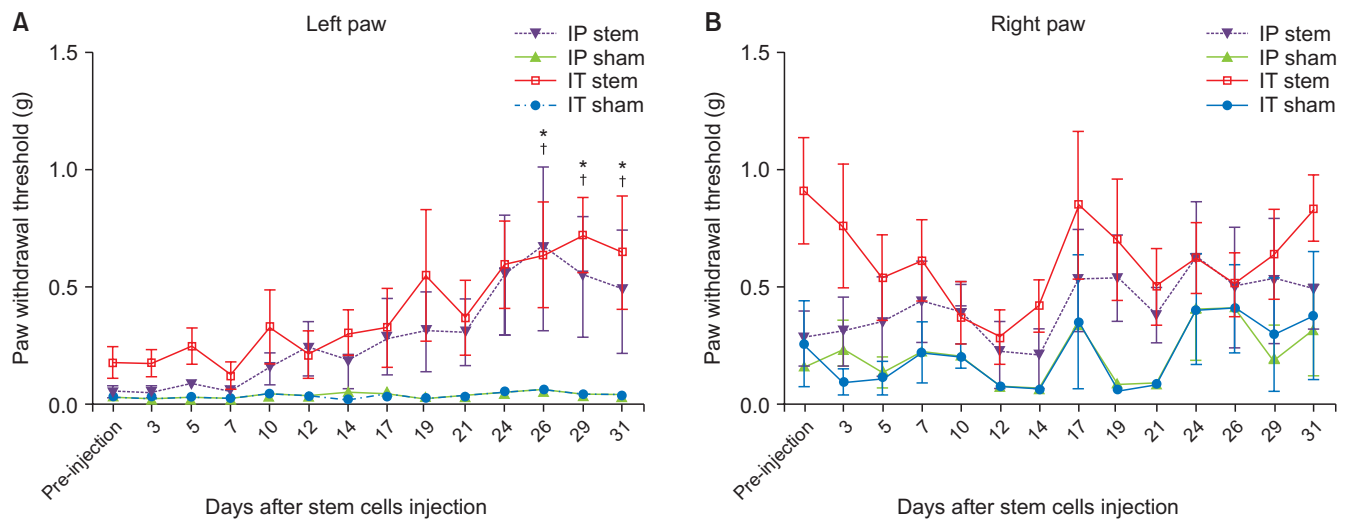 A
Left paw
IP stem
IP sham
IT stem
IT sham
1.5
1.0
0.5
0.0
Paw withdrawal threshold (g)
*
†
*
†
*
†
Pre-injection
3
5
7
10
12
14
17
19
21
24
26
29
31
Days after stem cells injection
B
Right paw
IP stem
IP sham
IT stem
IT sham
1.5
1.0
0.5
0.0
Paw withdrawal threshold (g)
Pre-injection
3
5
7
10
12
14
17
19
21
24
26
29
31
Days after stem cells injection